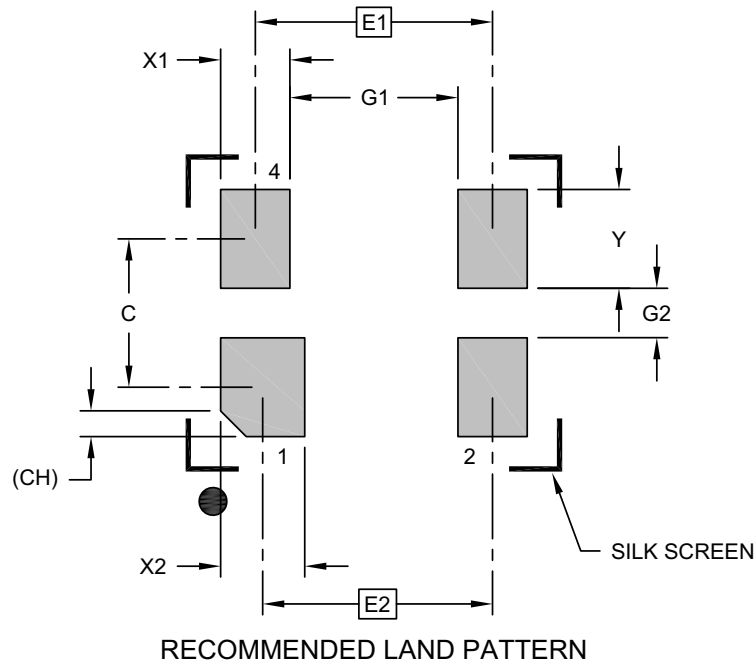 E1
X1
G1
4
Y
C
G2
(CH)
1
2
X2
SILK SCREEN
E2
RECOMMENDED LAND PATTERN